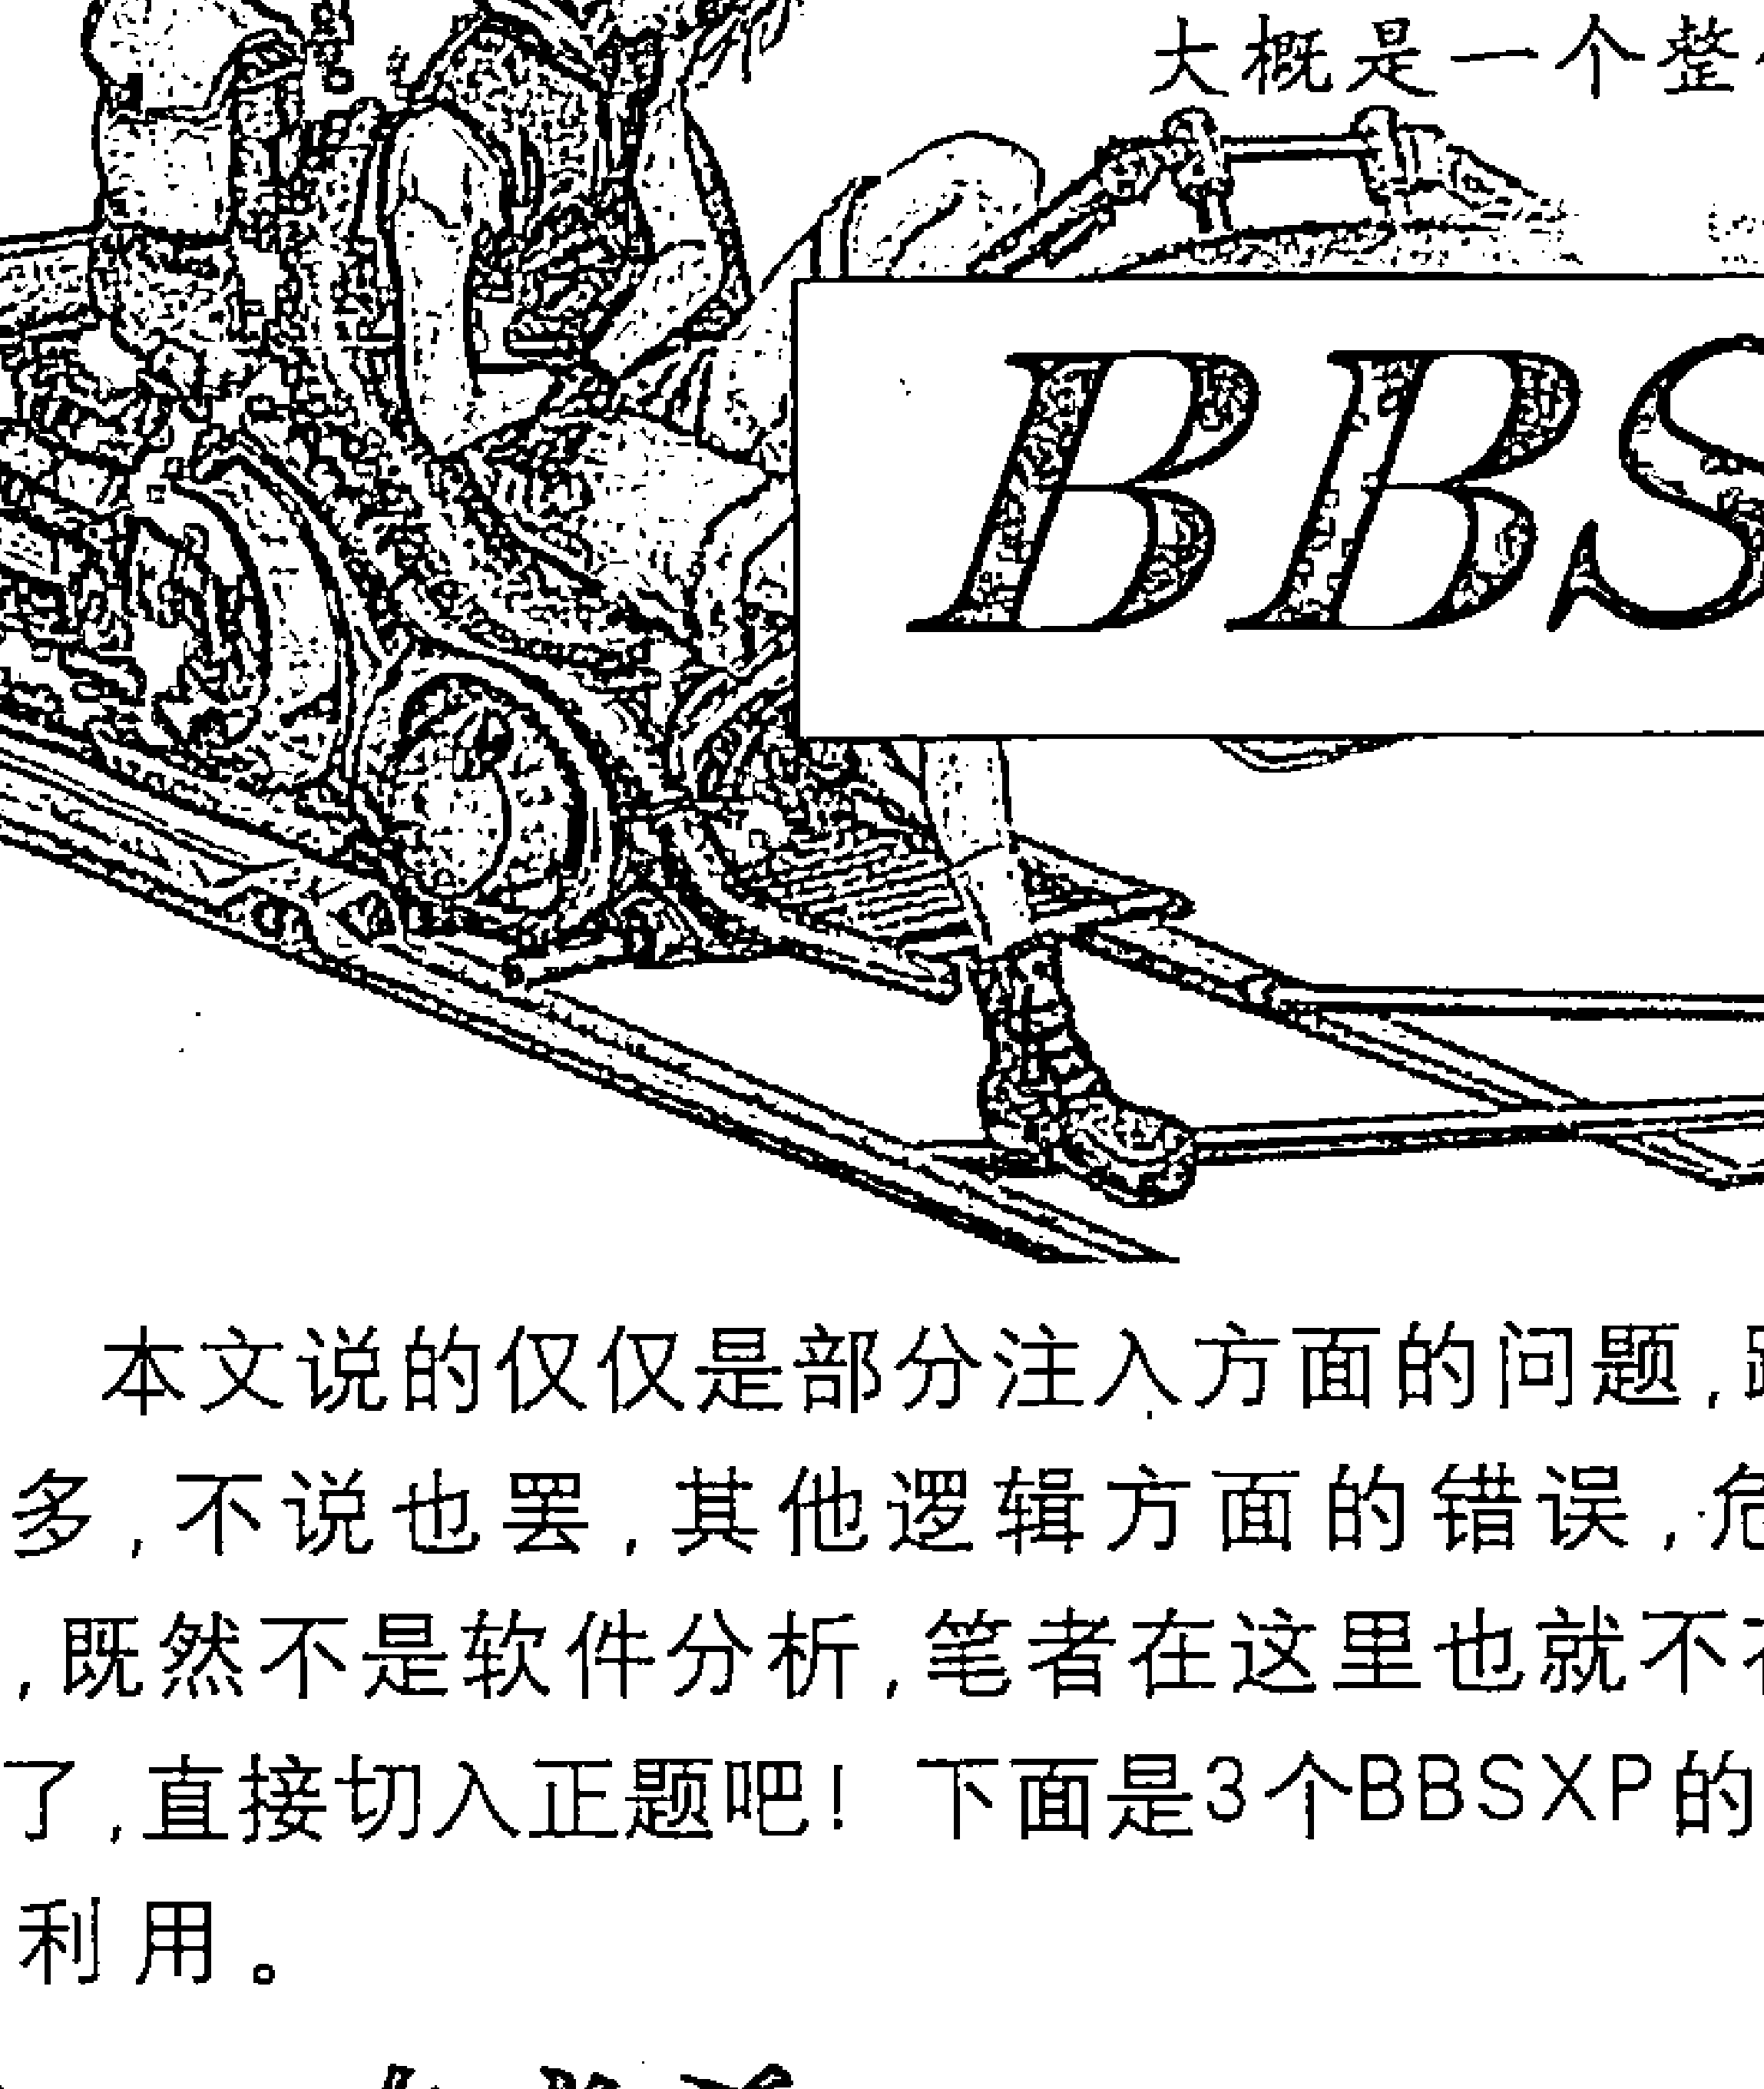 大概是一个整
BBS
本文说的仅仅是部分注入方面的问题,
多,不说也罢,其他逻辑方面的错误,危
,既然不是软件分析,笔者在这里也就不在
了,直接切入正题吧! 下面是3个BBSXP的
利用。